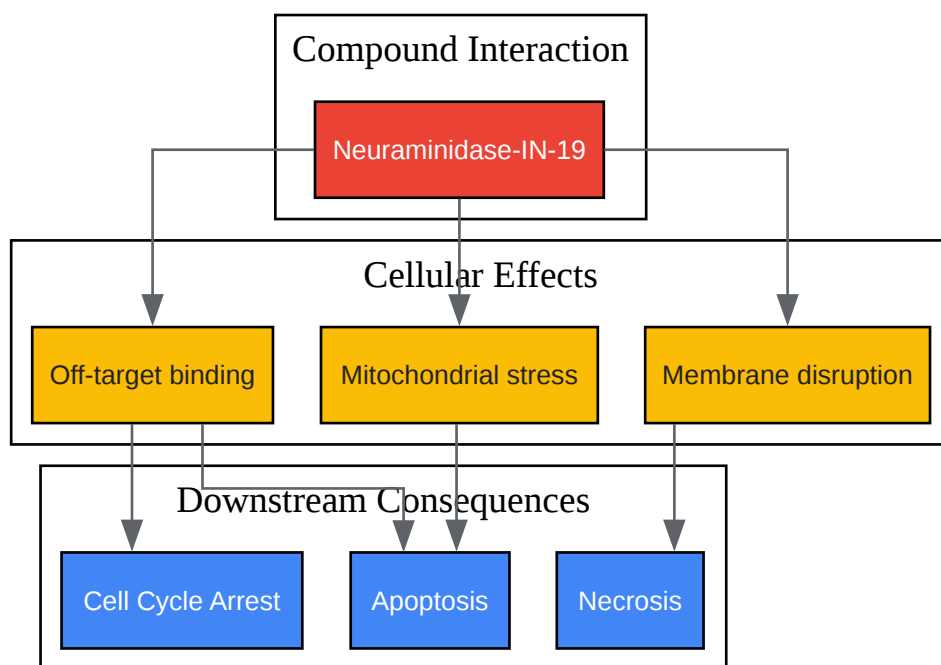 Compound Interaction
Neuraminidase-IN-19
Cellular Effects
Off-target binding
Mitochondrial stress
Membrane disruption
Downstream Consequences
Cell Cycle Arrest
Apoptosis
Necrosis